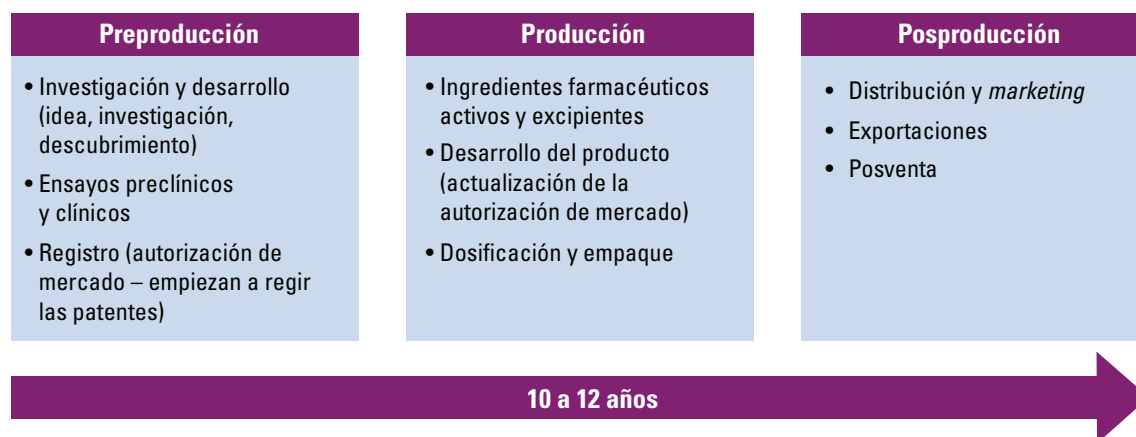 Preproducción
• Investigación y desarrollo
(idea, investigación,
descubrimiento)
• Ensayos preclínicos
y clínicos
• Registro (autorización de
mercado – empiezan a regir
las patentes)
Producción
• Ingredientes farmacéuticos
activos y excipientes
• Desarrollo del producto
(actualización de la
autorización de mercado)
• Dosificación y empaque
Posproducción
• Distribución y marketing
• Exportaciones
• Posventa
10 a 12 años